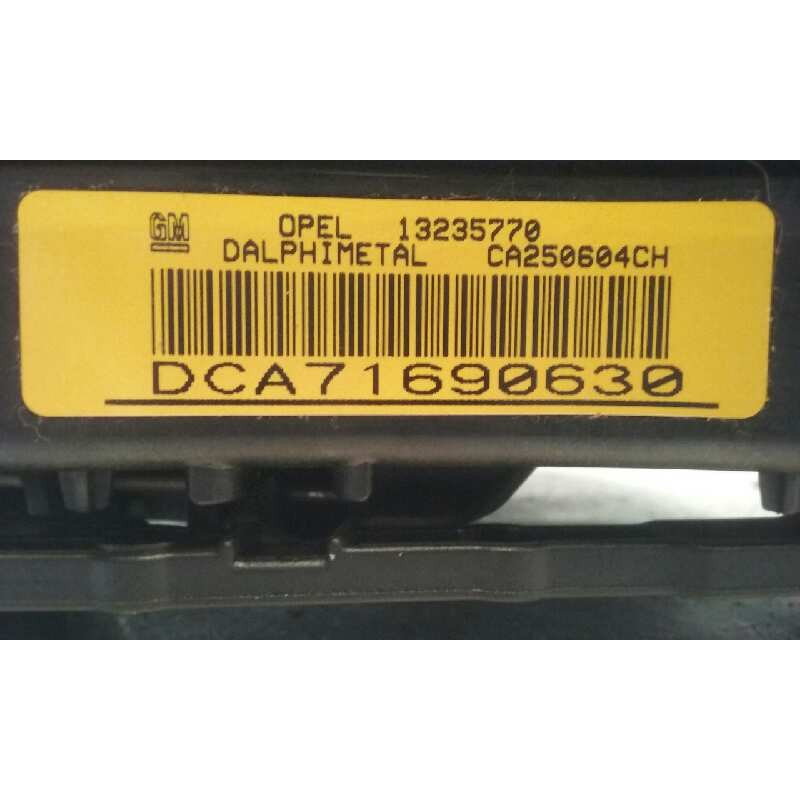 GM OPEL 13235770
DALPHIMETAL CA250604CH
DCA71690630